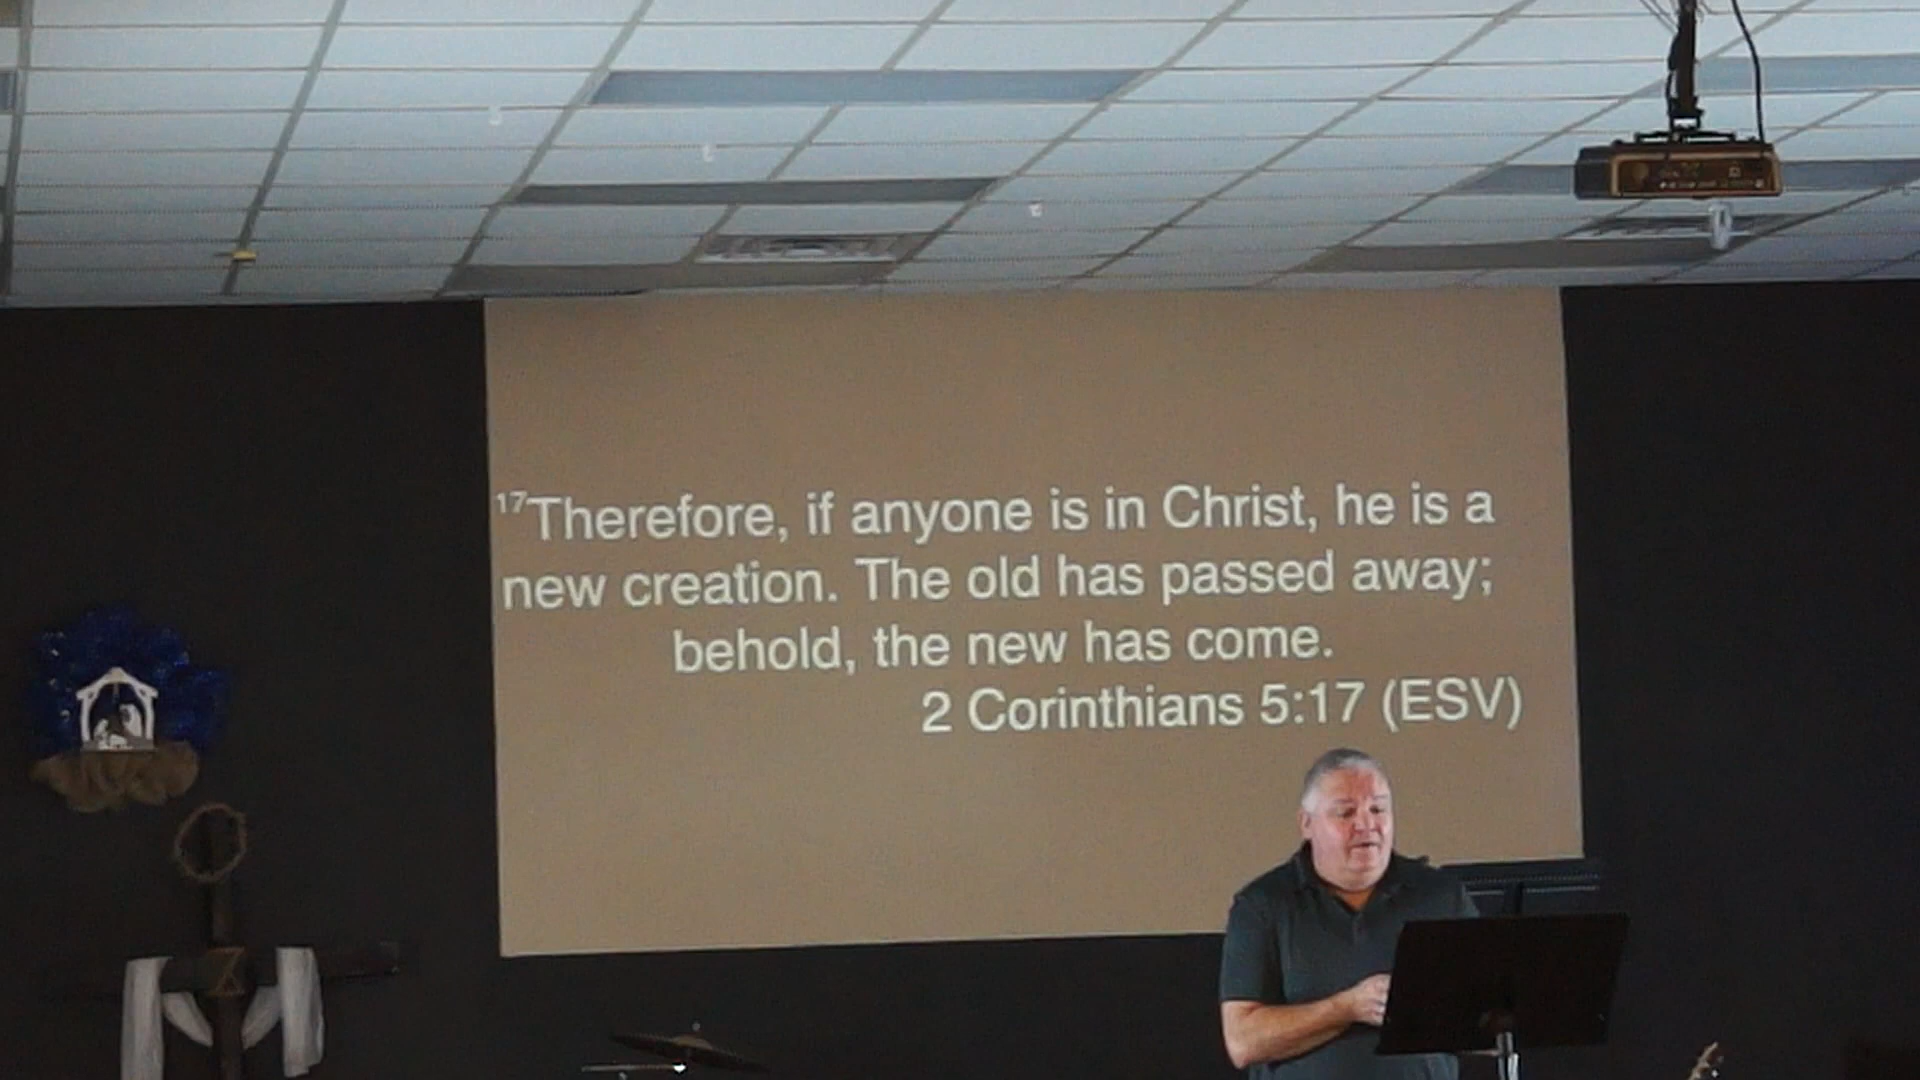 17Therefore, if anyone is in Christ, he is a
new creation. The old has passed away;
behold, the new has come.
2 Corinthians 5:17 (ESV)